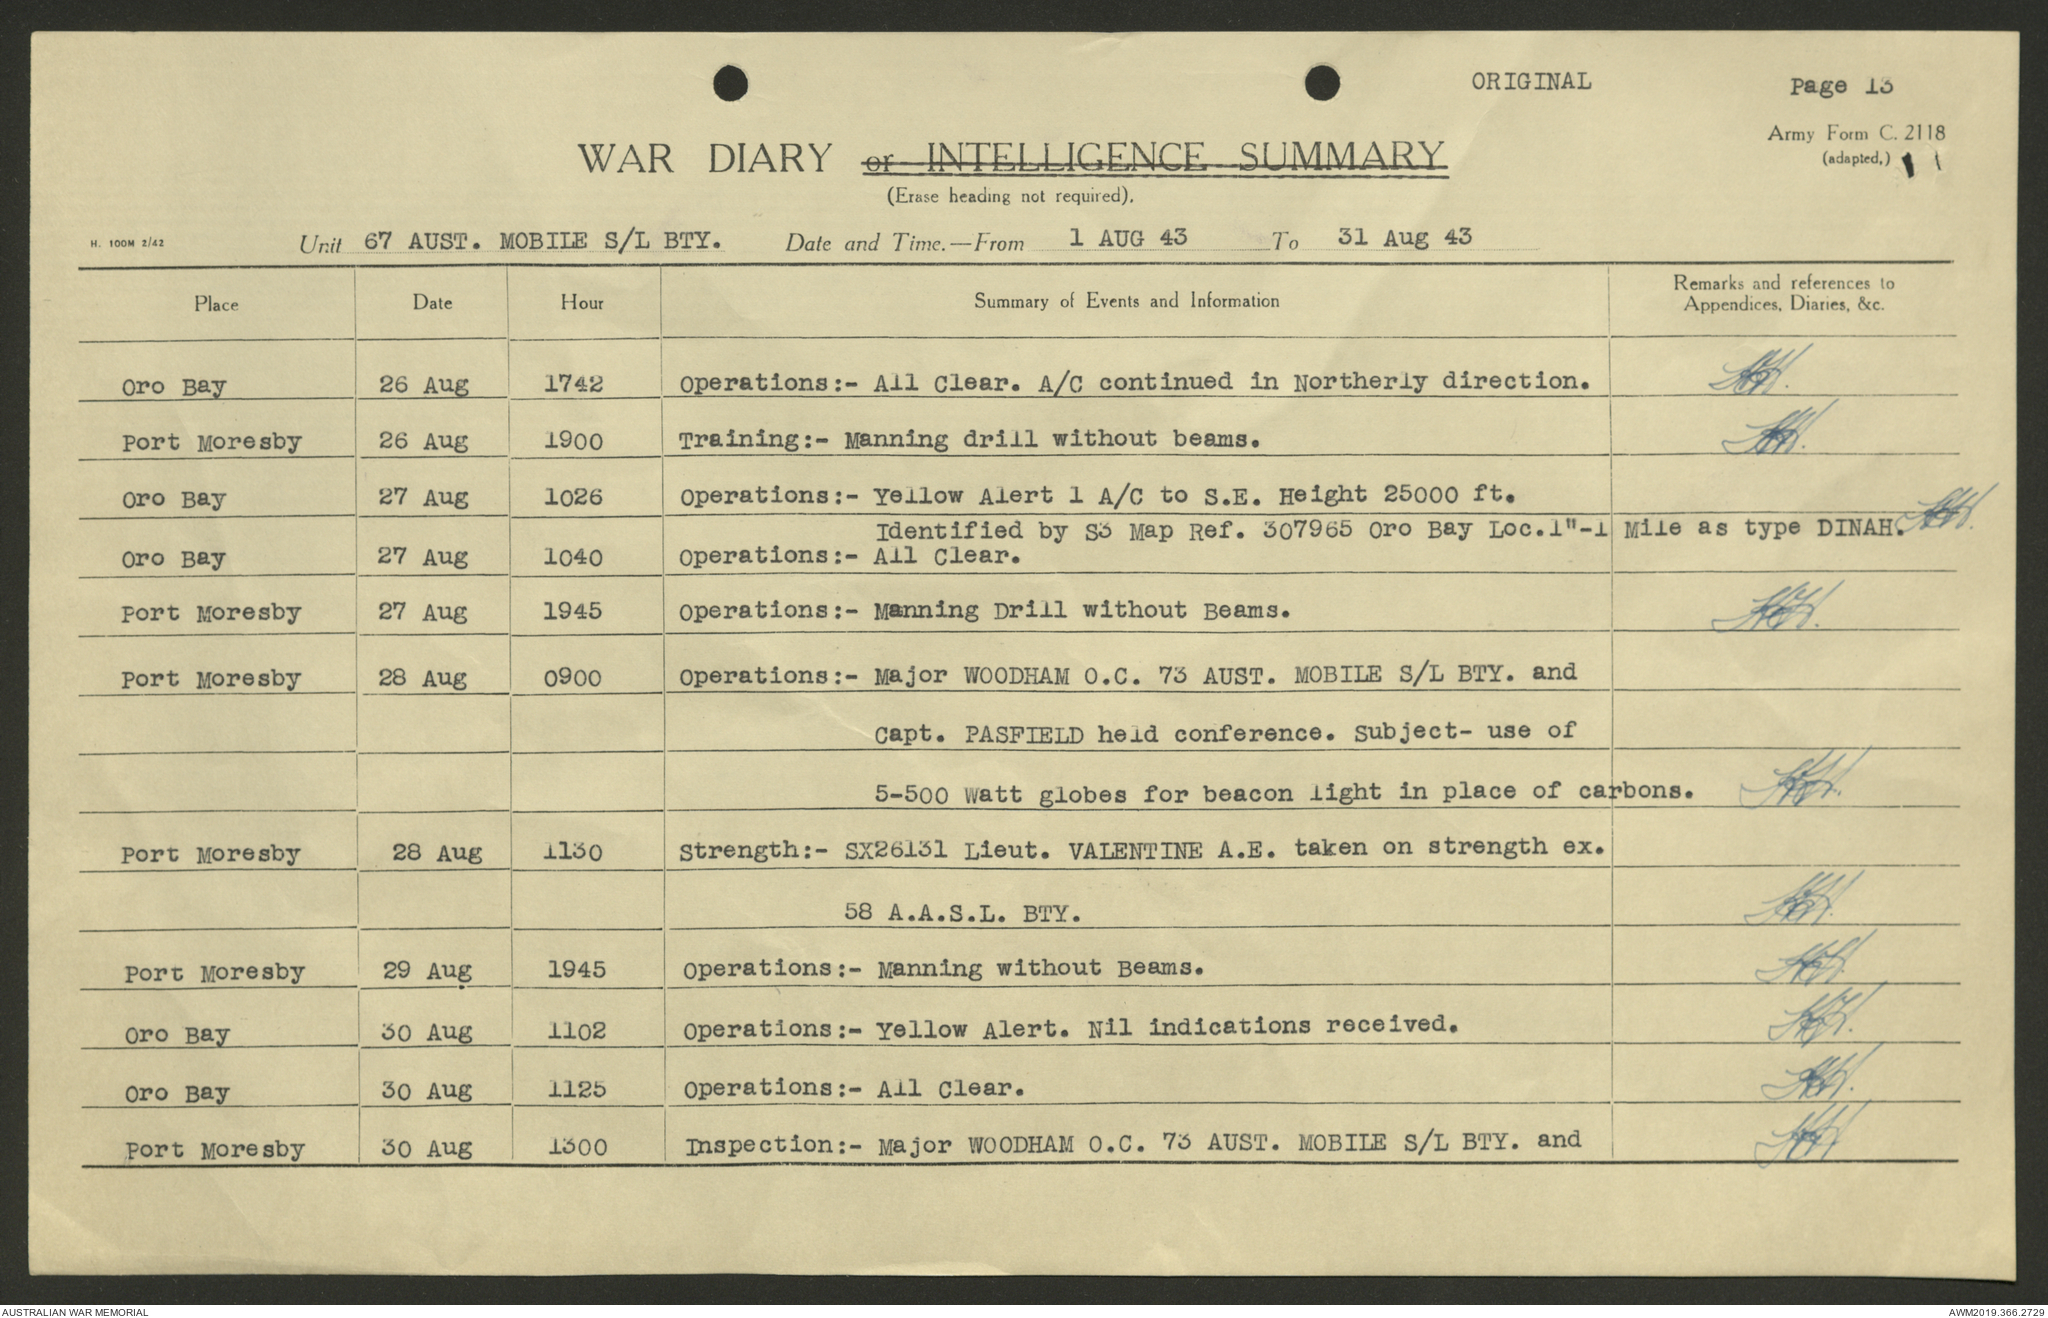 ORIGINAL
Page 13
Army Form C. 2118
(adapted.)
WAR DIARY or INTELLIGENCE SUMMARY
(Erase heading not required).
H. 100M 2/42
Unit 67 AUST. MOBILE S/L BTY. Date and Time.—From 1 AUG 43 To 31 Aug 43
Place Date Hour Summary of Events and Information Remarks and references to
Appendices, Diaries, &c.
Oro Bay 26 Aug 1742 Operations:- All Clear. A/C continued in Northerly direction.
Port Moresby 26 Aug 1900 Training:- Manning drill without beams.
Oro Bay 27 Aug 1026 Operations:- Yellow Alert 1 A/C to S.E. Height 25000 ft.
Identified by S3 Map Ref. 307965 Oro Bay Loc.1"-1 Mile as type DINAH.
Oro Bay 27 Aug 1040 Operations:- All Clear.
Port Moresby 27 Aug 1945 Operations:- Manning Drill without Beams.
Port Moresby 28 Aug 0900 Operations:- Major WOODHAM O.C. 73 AUST. MOBILE S/L BTY. and
Capt. PASFIELD held conference. Subject- use of
5-500 Watt globes for beacon light in place of carbons.
Port Moresby 28 Aug 1130 Strength:- SX26131 Lieut. VALENTINE A.E. taken on strength ex.
58 A.A.S.L. BTY.
Port Moresby 29 Aug 1945 Operations:- Manning without Beams.
Oro Bay 30 Aug 1102 Operations:- Yellow Alert. Nil indications received.
Oro Bay 30 Aug 1125 Operations:- All Clear.
Port Moresby 30 Aug 1300 Inspection:- Major WOODHAM O.C. 73 AUST. MOBILE S/L BTY. and
AUSTRALIAN WAR MEMORIAL
AWM2019.366.2729